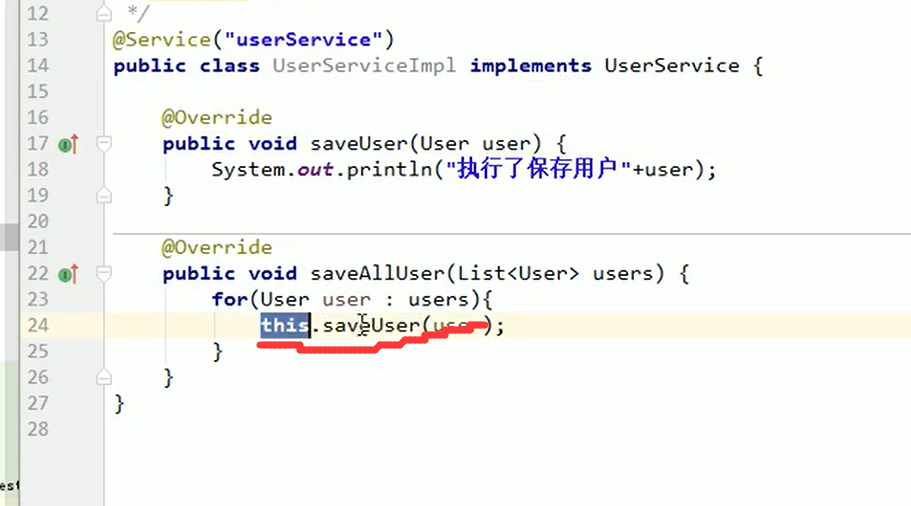 12 */
13 @Service("userService")
14 public class UserServiceImpl implements UserService {
15
16 @Override
17 public void saveUser(User user) {
18 System.out.println("执行了保存用户"+user);
19 }
20
21 @Override
22 public void saveAllUser(List<User> users) {
23 for(User user : users){
24 this.saveUser(user);
25 }
26 }
27 }
28
est